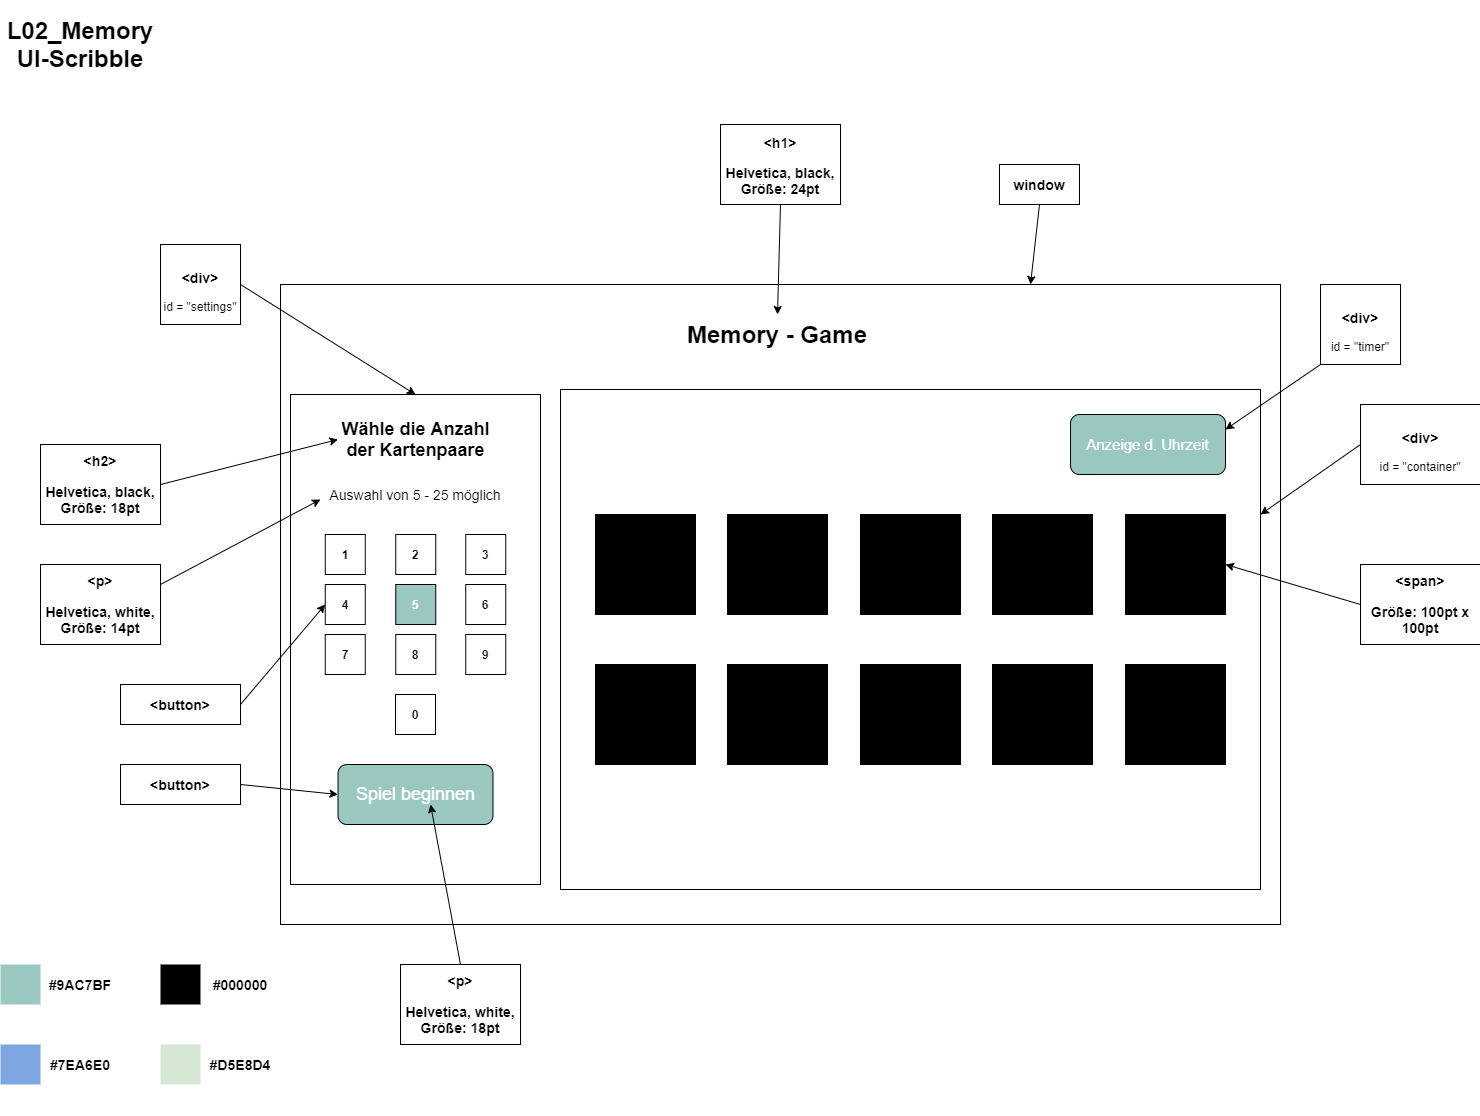 L02_Memory
UI-Scribble
<h1>
Helvetica, black,
Größe: 24pt
window
<div>
id = "settings"
Memory - Game
<div>
id = "timer"
Wähle die Anzahl
der Kartenpaare
Anzeige d. Uhrzeit
<div>
id = "container"
<h2>
Helvetica, black,
Größe: 18pt
Auswahl von 5 - 25 möglich
<p>
Helvetica, white,
Größe: 14pt
1 2 3
4 5 6
7 8 9
0
<span>
Größe: 100pt x
100pt
<button>
<button>
Spiel beginnen
<p>
Helvetica, white,
Größe: 18pt
#9AC7BF
#000000
#7EA6E0
#D5E8D4